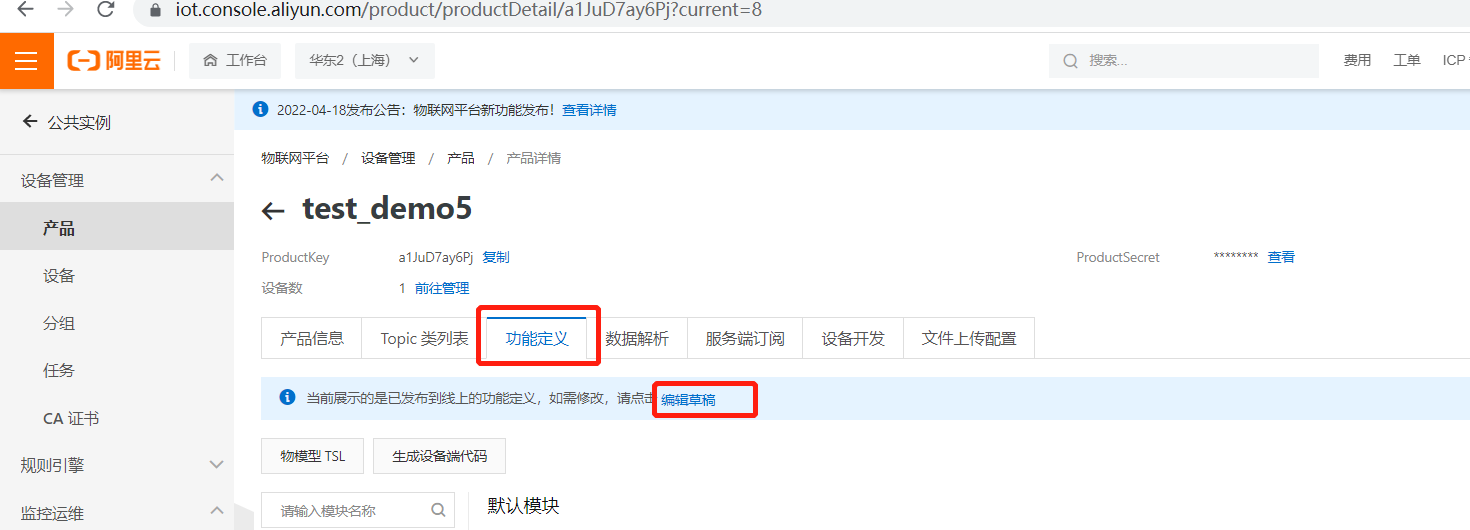 iot.console.aliyun.com/product/productDetail/a1JuD7ay6Pj?current=8
阿里云 工作台 华东2（上海） 搜索... 费用 工单 ICP
公共实例
2022-04-18发布公告：物联网平台新功能发布！查看详情
物联网平台 / 设备管理 / 产品 / 产品详情
设备管理
test_demo5
产品
ProductKey a1JuD7ay6Pj 复制 ProductSecret ******** 查看
设备
设备数 1 前往管理
分组
产品信息 Topic 类列表 功能定义 数据解析 服务端订阅 设备开发 文件上传配置
任务
当前展示的是已发布到线上的功能定义，如需修改，请点击 编辑草稿
CA 证书
物模型 TSL 生成设备端代码
规则引擎
请输入模块名称 默认模块
监控运维